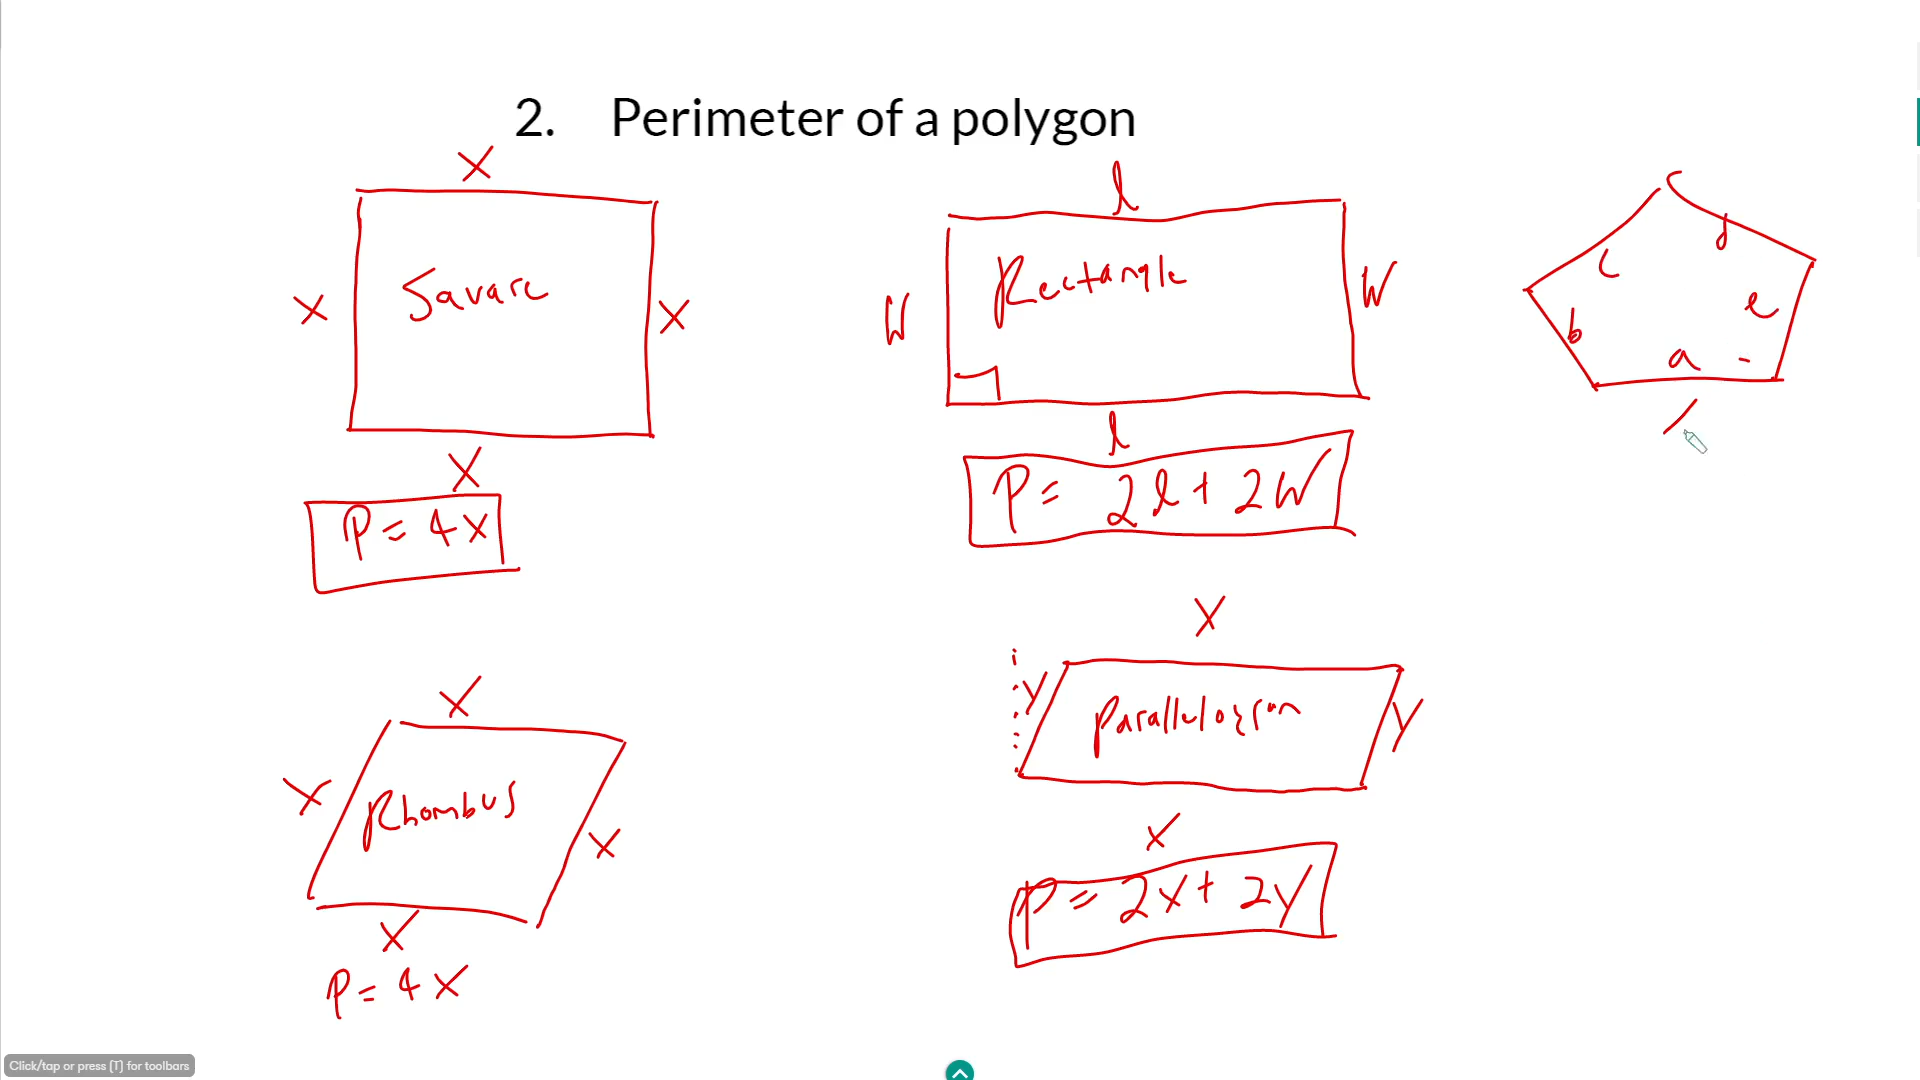 2. Perimeter of a polygon
x
x
Square
x
x
P = 4x
l
W
Rectangle
W
l
P = 2l + 2W
c
d
b
e
a
x
x
Rhombus
x
x
P = 4x
x
y
Parallelogram
y
x
P = 2x + 2y
Click/tap or press (T) for toolbars